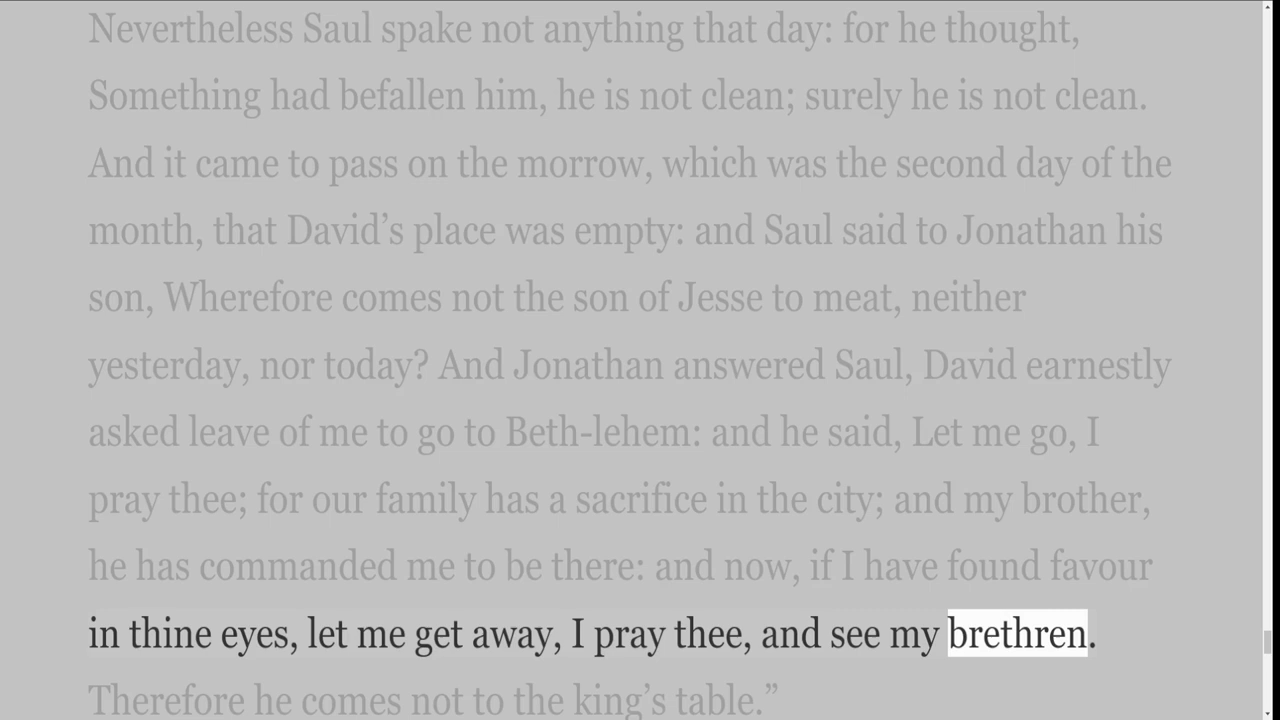 Nevertheless Saul spake not anything that day: for he thought,
Something had befallen him, he is not clean; surely he is not clean.
And it came to pass on the morrow, which was the second day of the
month, that David’s place was empty: and Saul said to Jonathan his
son, Wherefore comes not the son of Jesse to meat, neither
yesterday, nor today? And Jonathan answered Saul, David earnestly
asked leave of me to go to Beth-lehem: and he said, Let me go, I
pray thee; for our family has a sacrifice in the city; and my brother,
he has commanded me to be there: and now, if I have found favour
in thine eyes, let me get away, I pray thee, and see my brethren.
Therefore he comes not to the king’s table.”